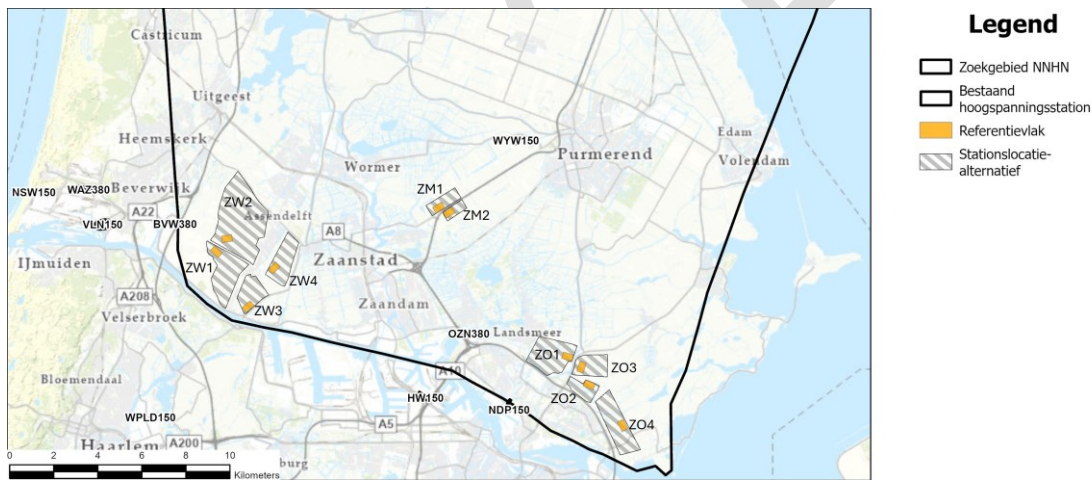 Castricum
Uitgeest
Heemskerk
Wormer
WYW150
Purmerend
Edam
Volendam
NSW150
WAZ380
Beverwijk
ZM1
ZM2
ZW2
Assendelft
VLN150
A22
BVW380
A8
IJmuiden
ZW1
ZW4
Zaanstad
A208
ZW3
Zaandam
Velserbroek
OZN380
Landsmeer
ZO1
ZO3
Bloemendaal
A10
ZO2
HW150
NDP150
WPLD150
A5
ZO4
Haarlem
A200
burg
0 2 4 6 8 10
Kilometers
Legend
Zoekgebied NNHN
Bestaand
hoogspanningsstation
Referentievlak
Stationslocatie-
alternatief